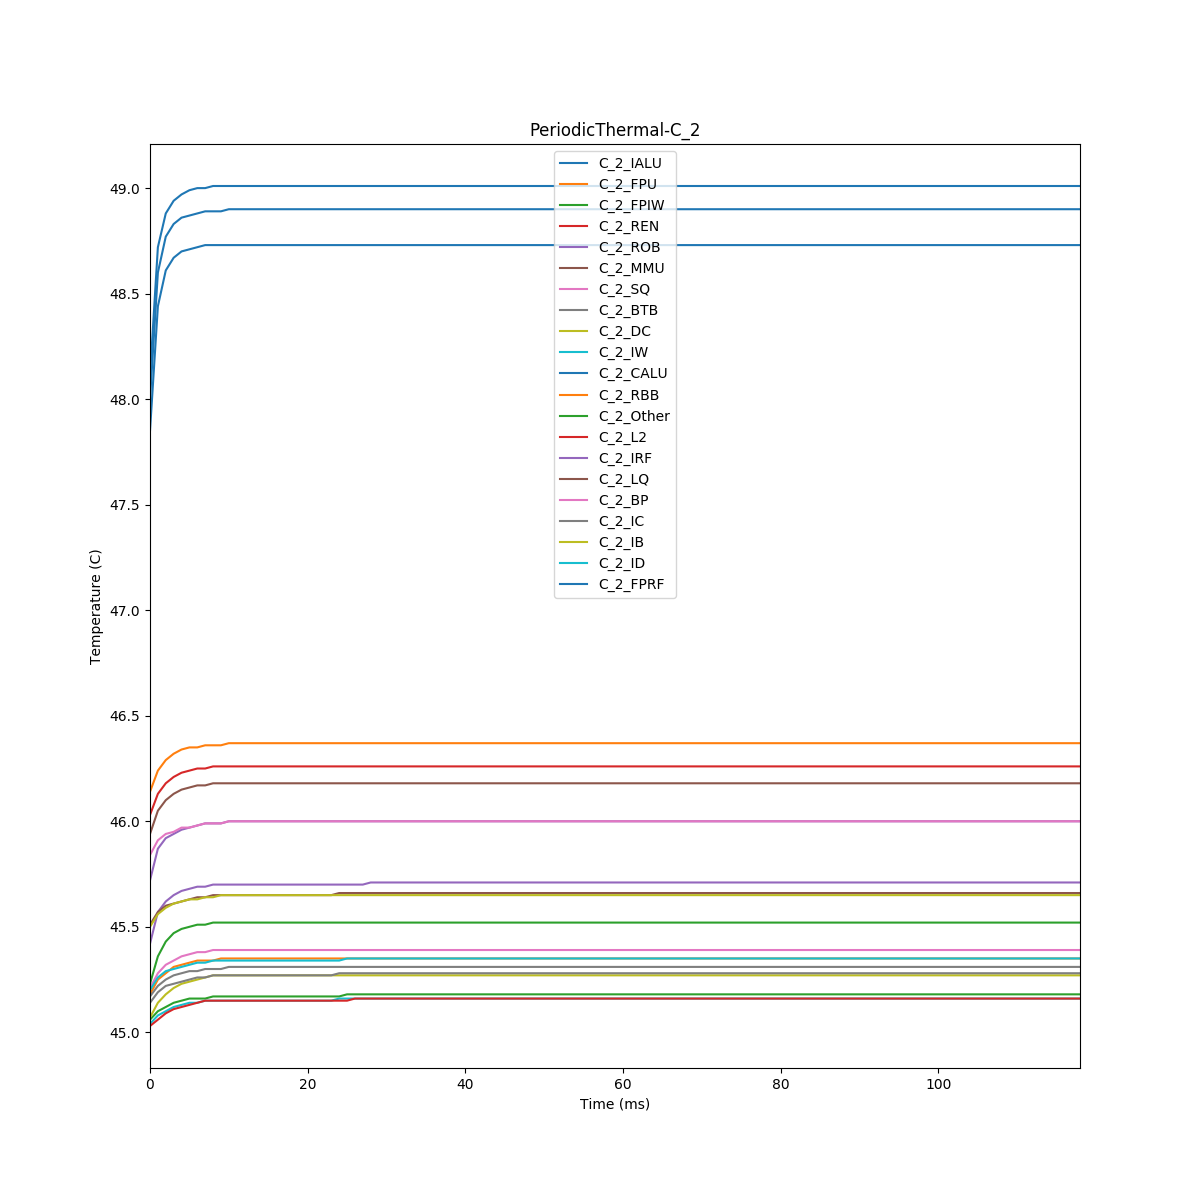 PeriodicThermal-C_2
49.0
48.5
48.0
47.5
47.0
46.5
46.0
45.5
45.0
Temperature (C)
C_2_IALU
C_2_FPU
C_2_FPIW
C_2_REN
C_2_ROB
C_2_MMU
C_2_SQ
C_2_BTB
C_2_DC
C_2_IW
C_2_CALU
C_2_RBB
C_2_Other
C_2_L2
C_2_IRF
C_2_LQ
C_2_BP
C_2_IC
C_2_IB
C_2_ID
C_2_FPRF
0 20 40 60 80 100
Time (ms)